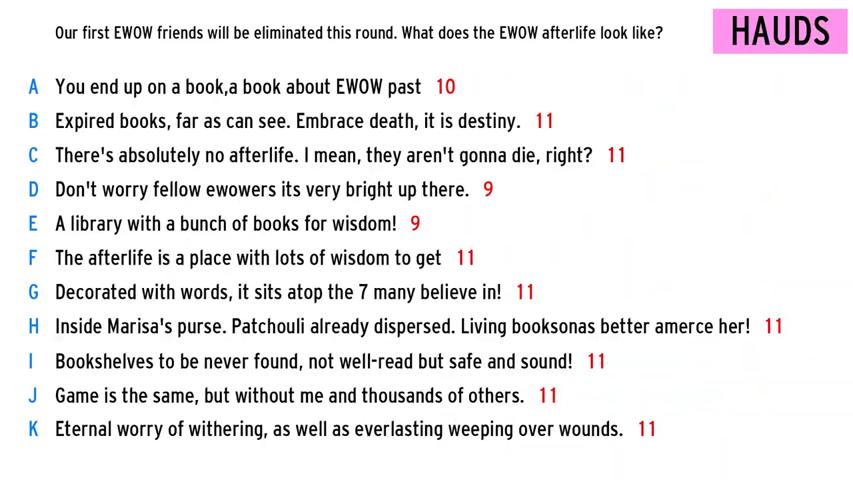 Our first EWOW friends will be eliminated this round. What does the EWOW afterlife look like?
HAUDS
A You end up on a book,a book about EWOW past 10
B Expired books, far as can see. Embrace death, it is destiny. 11
C There's absolutely no afterlife. I mean, they aren't gonna die, right? 11
D Don't worry fellow ewowers its very bright up there. 9
E A library with a bunch of books for wisdom! 9
F The afterlife is a place with lots of wisdom to get 11
G Decorated with words, it sits atop the 7 many believe in! 11
H Inside Marisa's purse. Patchouli already dispersed. Living booksonas better amerce her! 11
I Bookshelves to be never found, not well-read but safe and sound! 11
J Game is the same, but without me and thousands of others. 11
K Eternal worry of withering, as well as everlasting weeping over wounds. 11